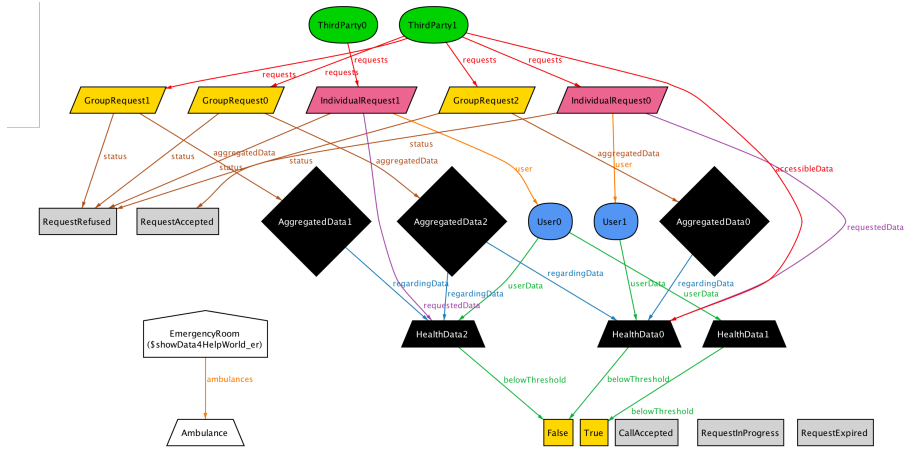 ThirdParty0
ThirdParty1
requests
requests
requests
requests
requests
GroupRequest1
GroupRequest0
IndividualRequest1
GroupRequest2
IndividualRequest0
status
status
aggregatedData
status
status
aggregatedData
status
user
aggregatedData
user
accessibleData
requestedData
RequestRefused
RequestAccepted
AggregatedData1
AggregatedData2
User0
User1
AggregatedData0
regardingData
regardingData
requestedData
userData
regardingData
userData
regardingData
userData
EmergencyRoom
($showData4HelpWorld_er)
HealthData2
HealthData0
HealthData1
ambulances
belowThreshold
belowThreshold
belowThreshold
Ambulance
False
True
CallAccepted
RequestInProgress
RequestExpired